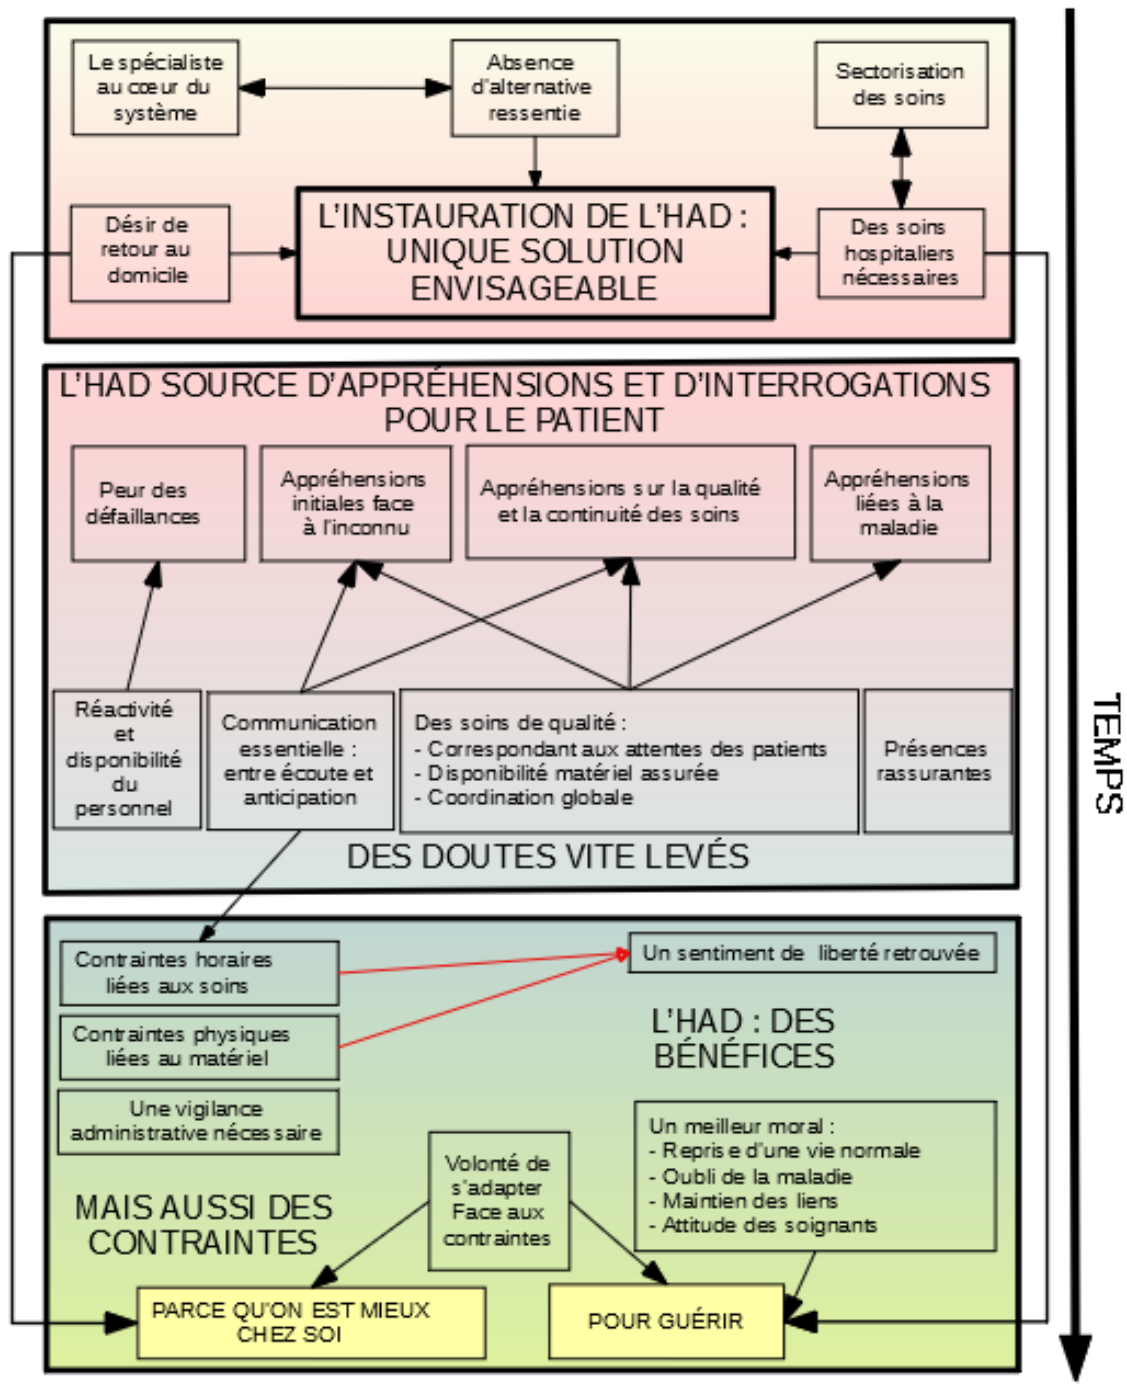 Le spécialiste
au cœur du
système
Absence
d'alternative
ressentie
Sectorisation
des soins
Désir de
retour au
domicile
L'INSTAURATION DE L'HAD :
UNIQUE SOLUTION
ENVISAGEABLE
Des soins
hospitaliers
nécessaires
L'HAD SOURCE D'APPRÉHENSIONS ET D'INTERROGATIONS
POUR LE PATIENT
Peur des
défaillances
Appréhensions
initiales face
à l'inconnu
Appréhensions sur la qualité
et la continuité des soins
Appréhensions
liées à la
maladie
Réactivité
et
disponibilité
du
personnel
Communication
essentielle :
entre écoute et
anticipation
Des soins de qualité :
- Correspondant aux attentes des patients
- Disponibilité matériel assurée
- Coordination globale
Présences
rassurantes
DES DOUTES VITE LEVÉS
TEMPS
Contraintes horaires
liées aux soins
Un sentiment de liberté retrouvée
Contraintes physiques
liées au matériel
L'HAD : DES
BÉNÉFICES
Une vigilance
administrative nécessaire
Volonté de
s'adapter
Face aux
contraintes
Un meilleur moral :
- Reprise d'une vie normale
- Oubli de la maladie
- Maintien des liens
- Attitude des soignants
MAIS AUSSI DES
CONTRAINTES
PARCE QU'ON EST MIEUX
CHEZ SOI
POUR GUÉRIR